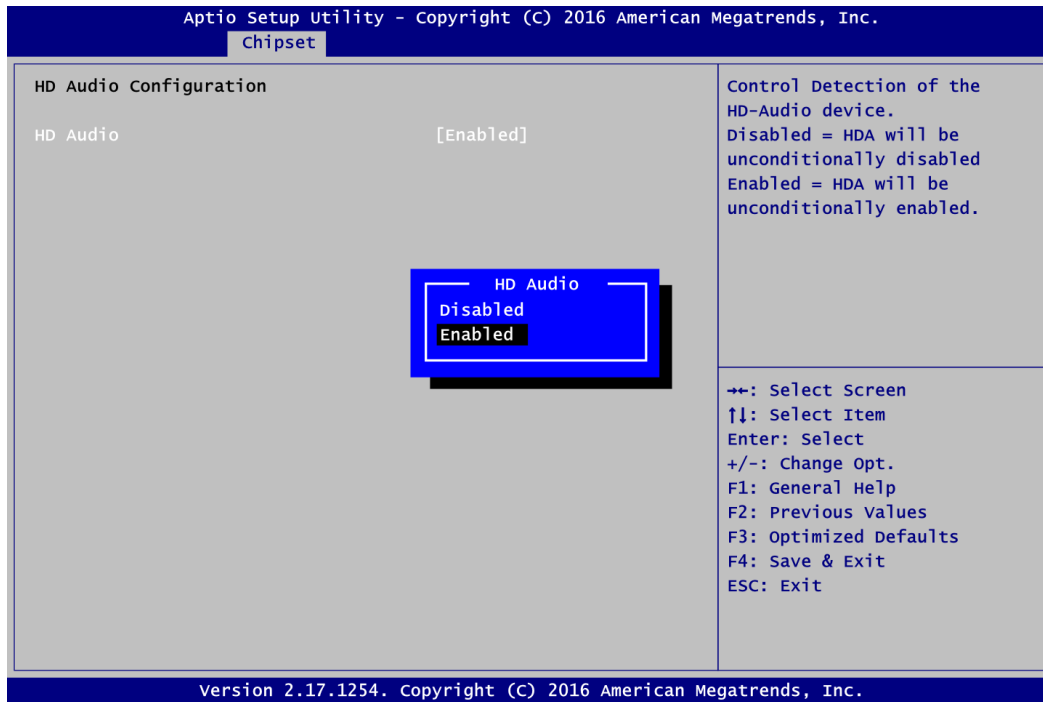 Aptio Setup Utility - Copyright (C) 2016 American Megatrends, Inc.
Chipset
HD Audio Configuration
HD Audio [Enabled]
Control Detection of the
HD-Audio device.
Disabled = HDA will be
unconditionally disabled
Enabled = HDA will be
unconditionally enabled.
HD Audio
Disabled
Enabled
→←: Select Screen
↑↓: Select Item
Enter: Select
+/-: Change Opt.
F1: General Help
F2: Previous Values
F3: Optimized Defaults
F4: Save & Exit
ESC: Exit
Version 2.17.1254. Copyright (C) 2016 American Megatrends, Inc.